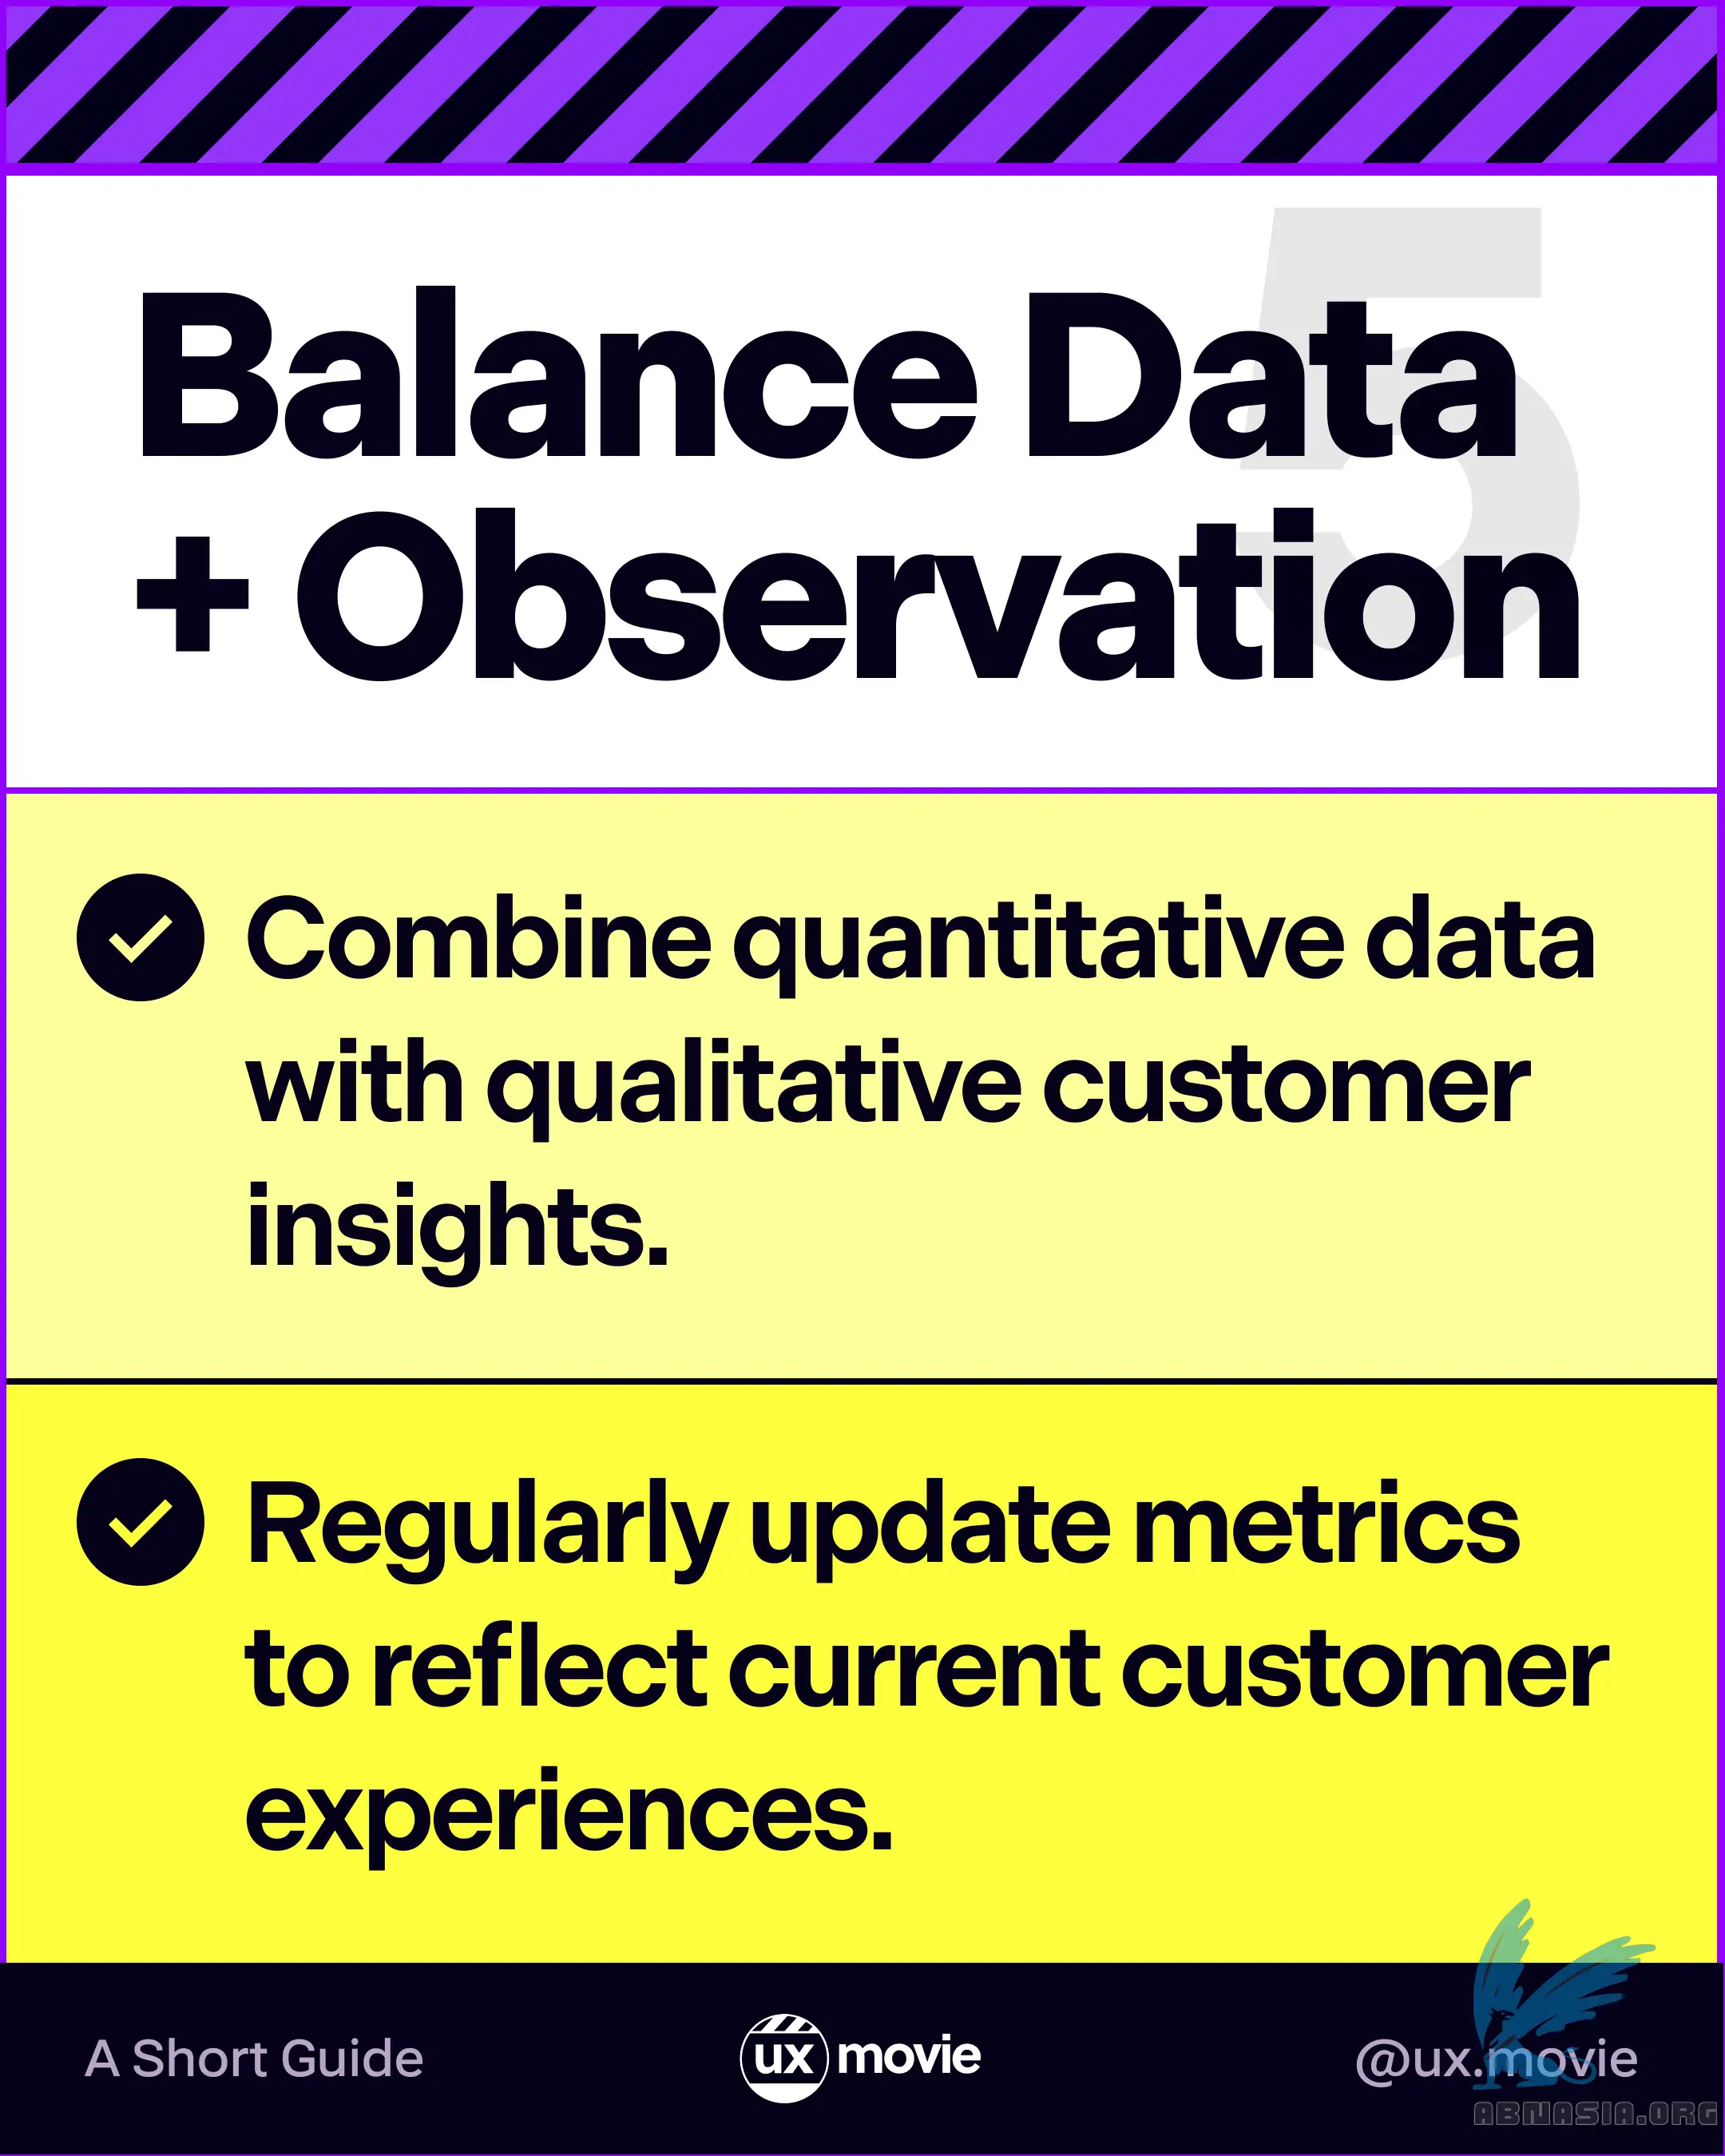 5
Balance Data
+ Observation
Combine quantitative data
with qualitative customer
insights.
Regularly update metrics
to reflect current customer
experiences.
A Short Guide
ux movie
@ux.movie
ABNASIA.ORG